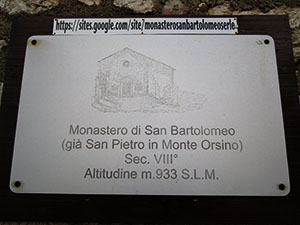 https://sites.google.com/site/monasterosanbartolomeoserle
Monastero di San Bartolomeo
(già San Pietro in Monte Orsino)
Sec. VIII°
Altitudine m.933 S.L.M.